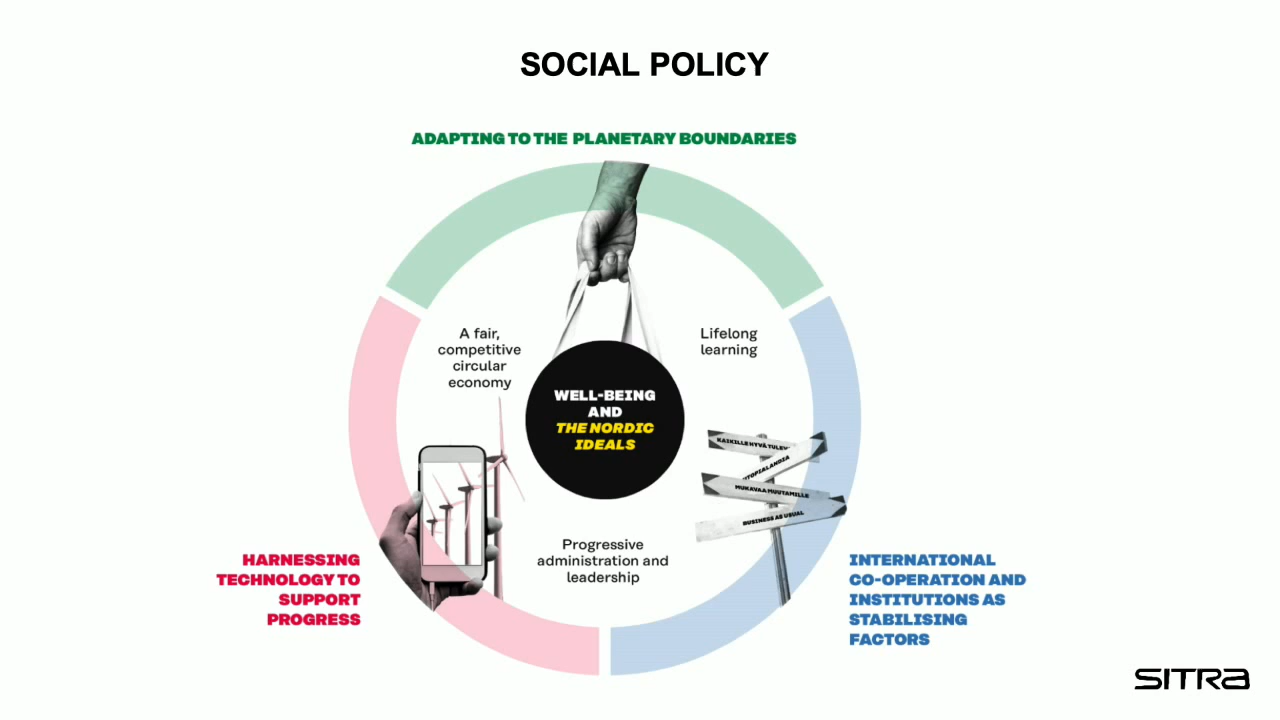 SOCIAL POLICY
ADAPTING TO THE PLANETARY BOUNDARIES
A fair,
competitive
circular
economy
Lifelong
learning
WELL-BEING
AND
THE NORDIC
IDEALS
KAIKILLE HYVÄ TULEV
UTOPIALANDIA
MUKAVAA MUUTAMILLE
BUSINESS AS USUAL
Progressive
administration and
leadership
HARNESSING
TECHNOLOGY TO
SUPPORT
PROGRESS
INTERNATIONAL
CO-OPERATION AND
INSTITUTIONS AS
STABILISING
FACTORS
SITRA